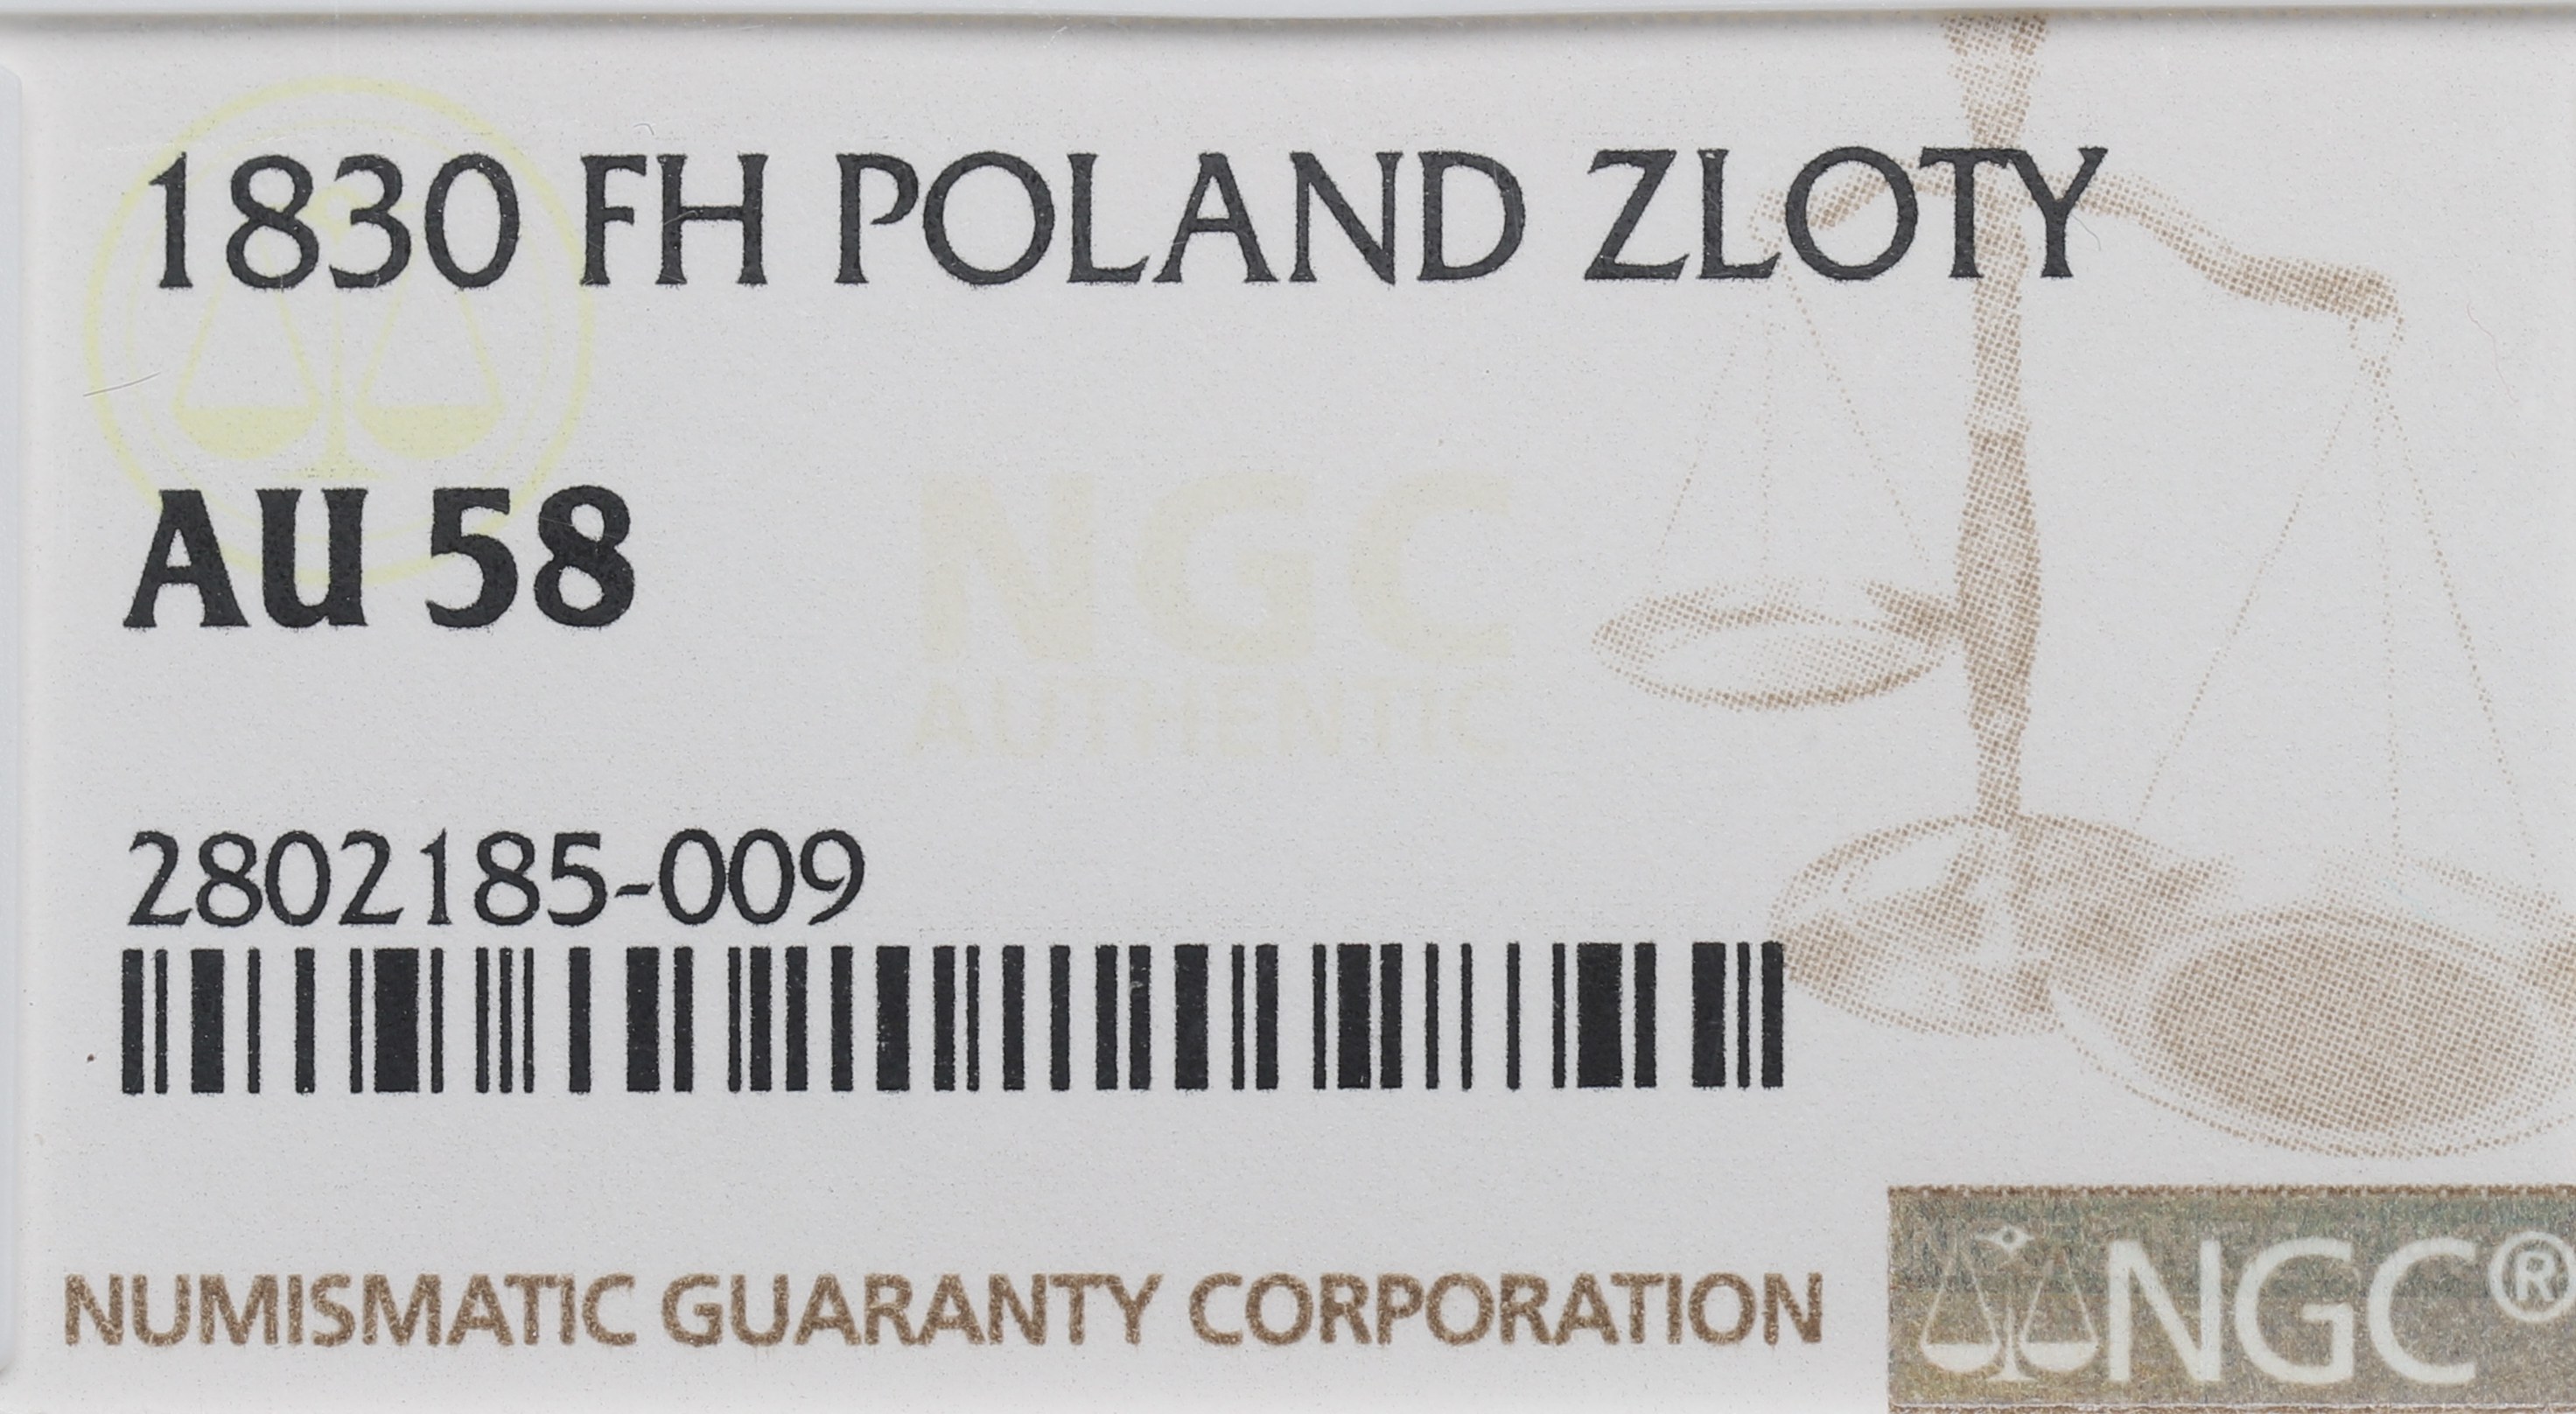 1830 FH POLAND ZLOTY
AU 58
NGC
AUTHENTIC
2802185-009
NUMISMATIC GUARANTY CORPORATION
NGC®